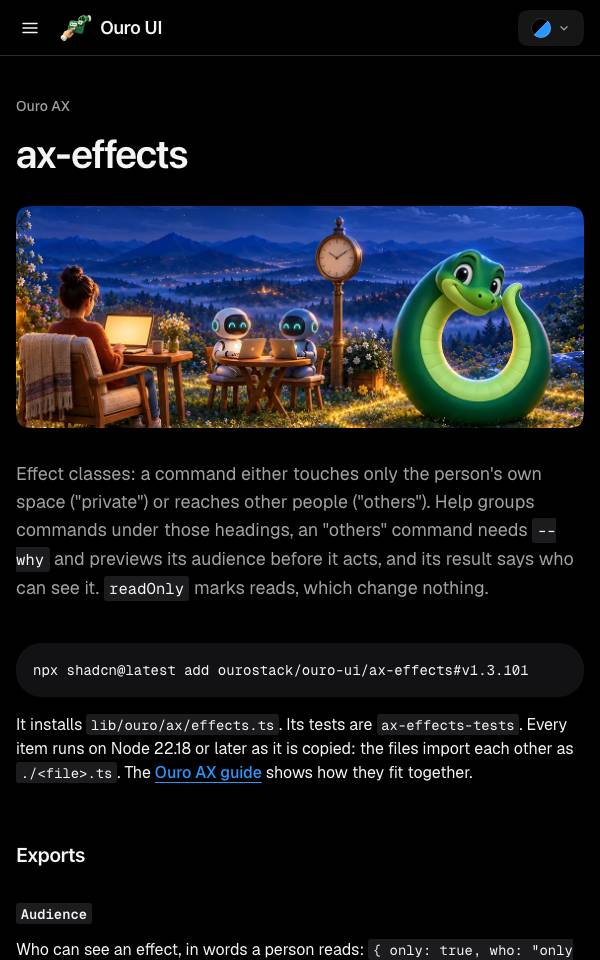 Ouro UI
Ouro AX
ax-effects
Effect classes: a command either touches only the person's own
space ("private") or reaches other people ("others"). Help groups
commands under those headings, an "others" command needs --
why and previews its audience before it acts, and its result says who
can see it. readOnly marks reads, which change nothing.
npx shadcn@latest add ourostack/ouro-ui/ax-effects#v1.3.101
It installs lib/ouro/ax/effects.ts. Its tests are ax-effects-tests. Every
item runs on Node 22.18 or later as it is copied: the files import each other as
./<file>.ts. The Ouro AX guide shows how they fit together.
Exports
Audience
Who can see an effect, in words a person reads: { only: true, who: "only